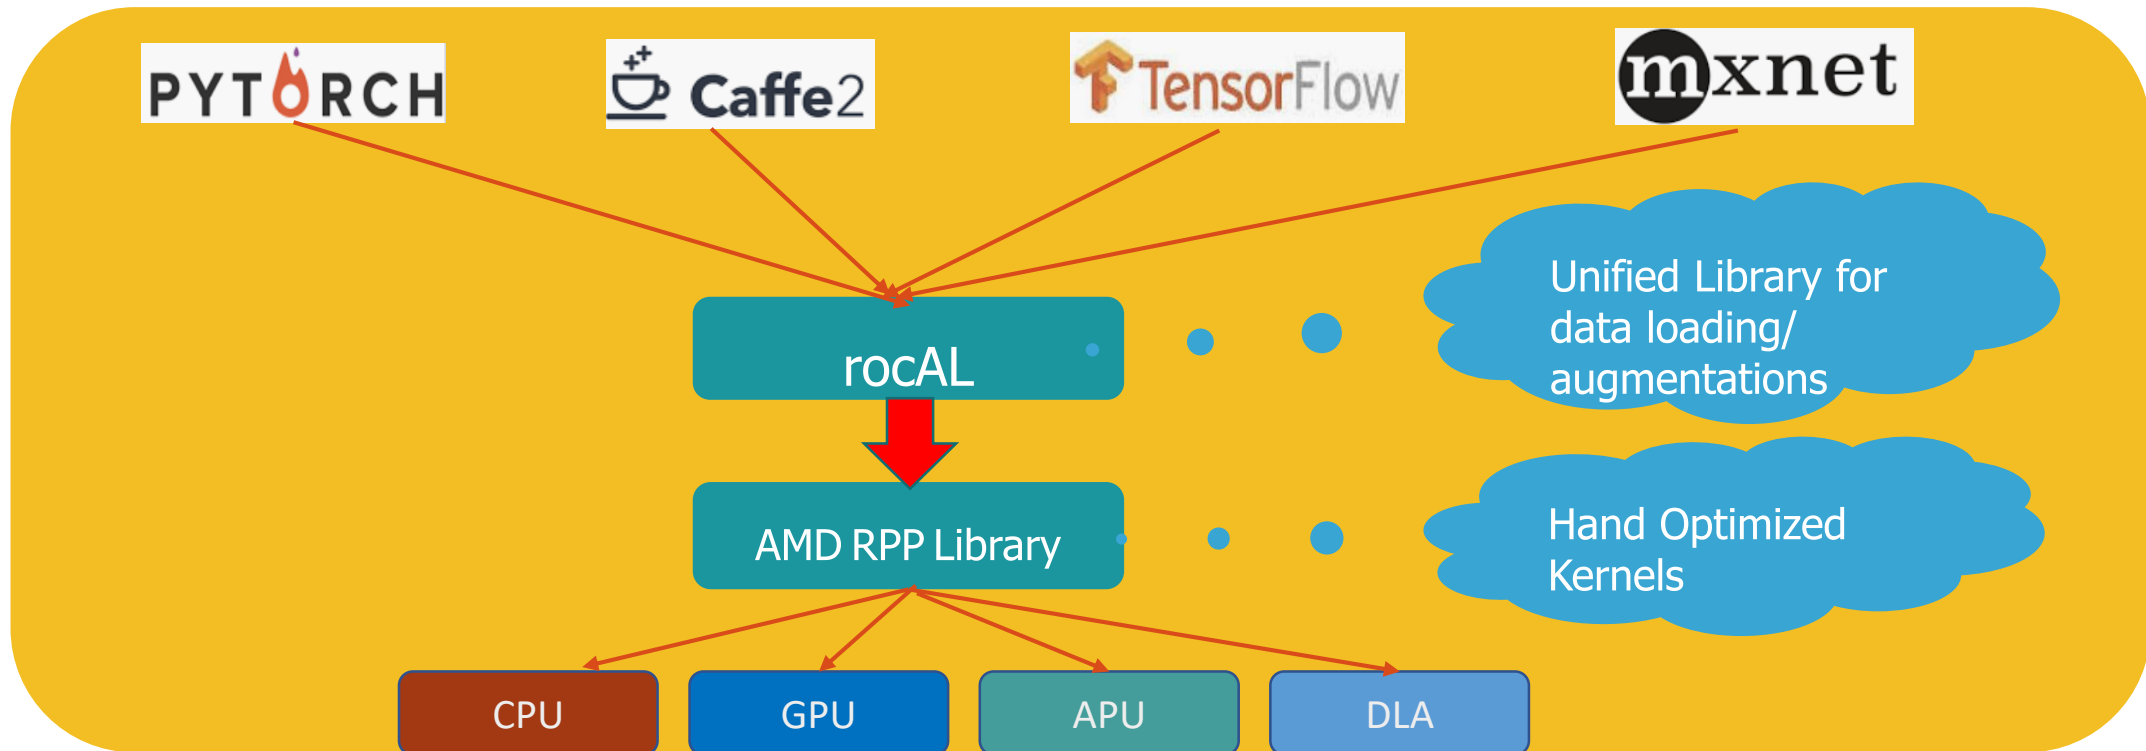 PYTORCH
Caffe2
TensorFlow
mxnet
Unified Library for
data loading/
augmentations
rocAL
AMD RPP Library
Hand Optimized
Kernels
CPU
GPU
APU
DLA